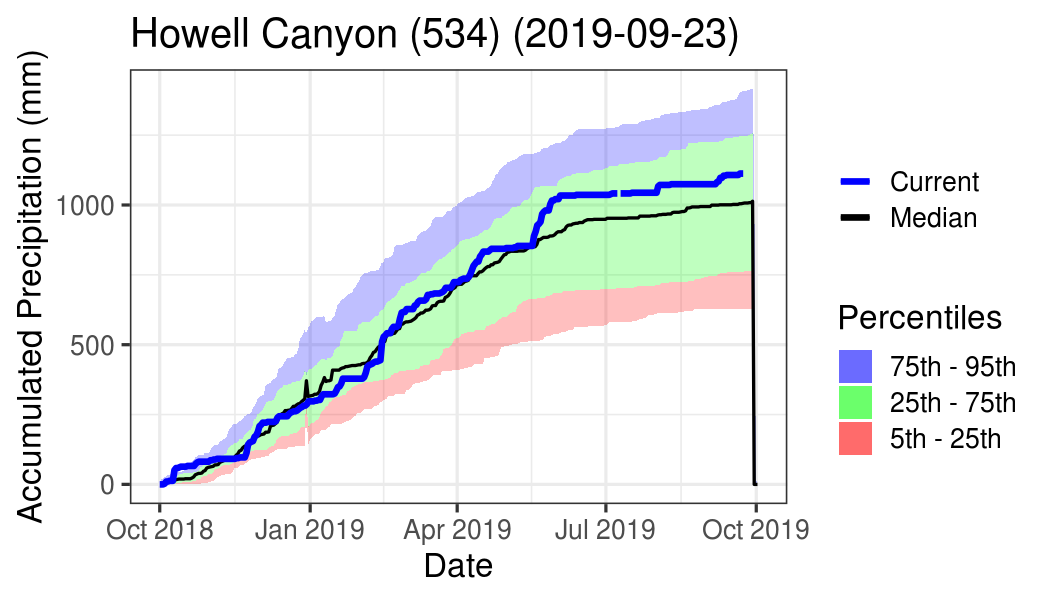 Howell Canyon (534) (2019-09-23)
Accumulated Precipitation (mm)
1000
500
0
Oct 2018
Jan 2019
Apr 2019
Jul 2019
Oct 2019
Date
Current
Median
Percentiles
75th - 95th
25th - 75th
5th - 25th